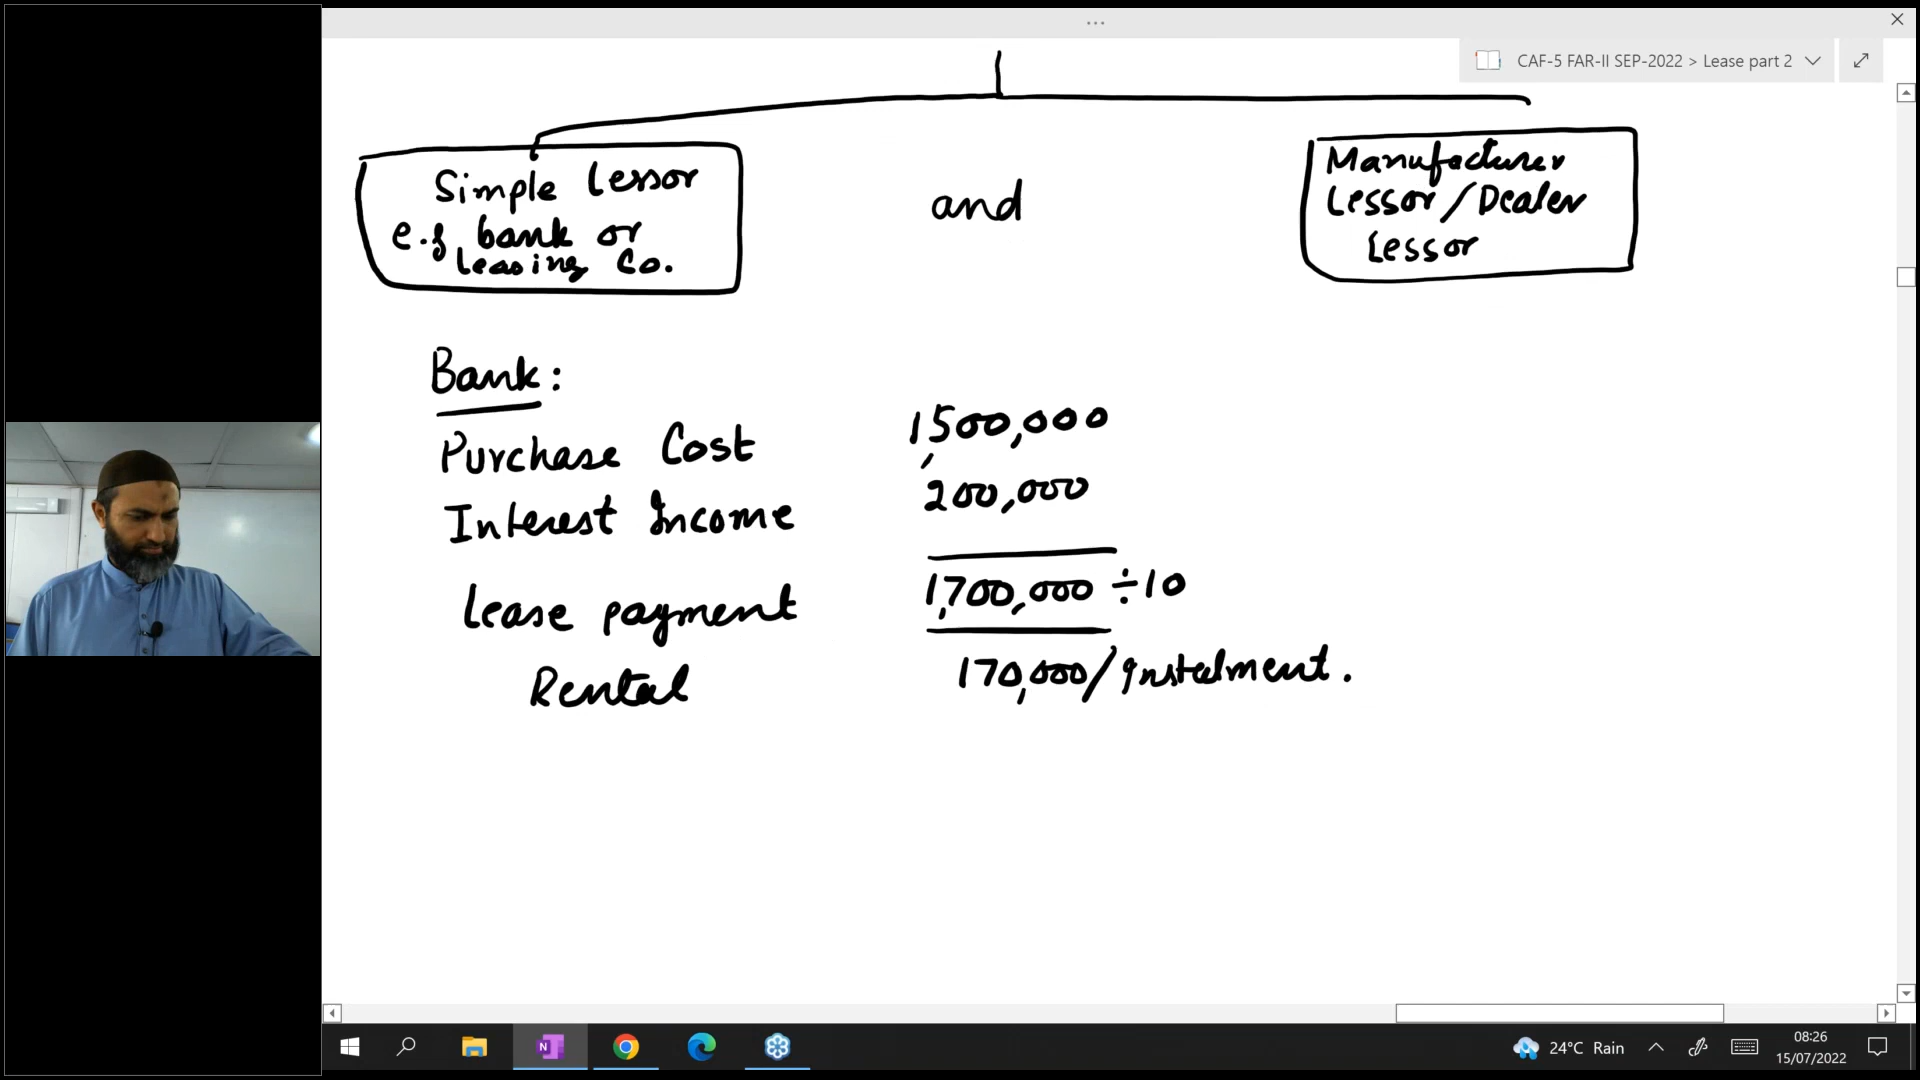 CAF-5 FAR-II SEP-2022 > Lease part 2
Simple Lessor
and
Manufacturer
Lessor/Dealer
Lessor
e.g bank or
Leasing Co.
Bank:
Purchase Cost 1,500,000
Interest Income 200,000
Lease payment 1,700,000 ÷10
Rental 170,000/Instalment.
24°C Rain
08:26
15/07/2022